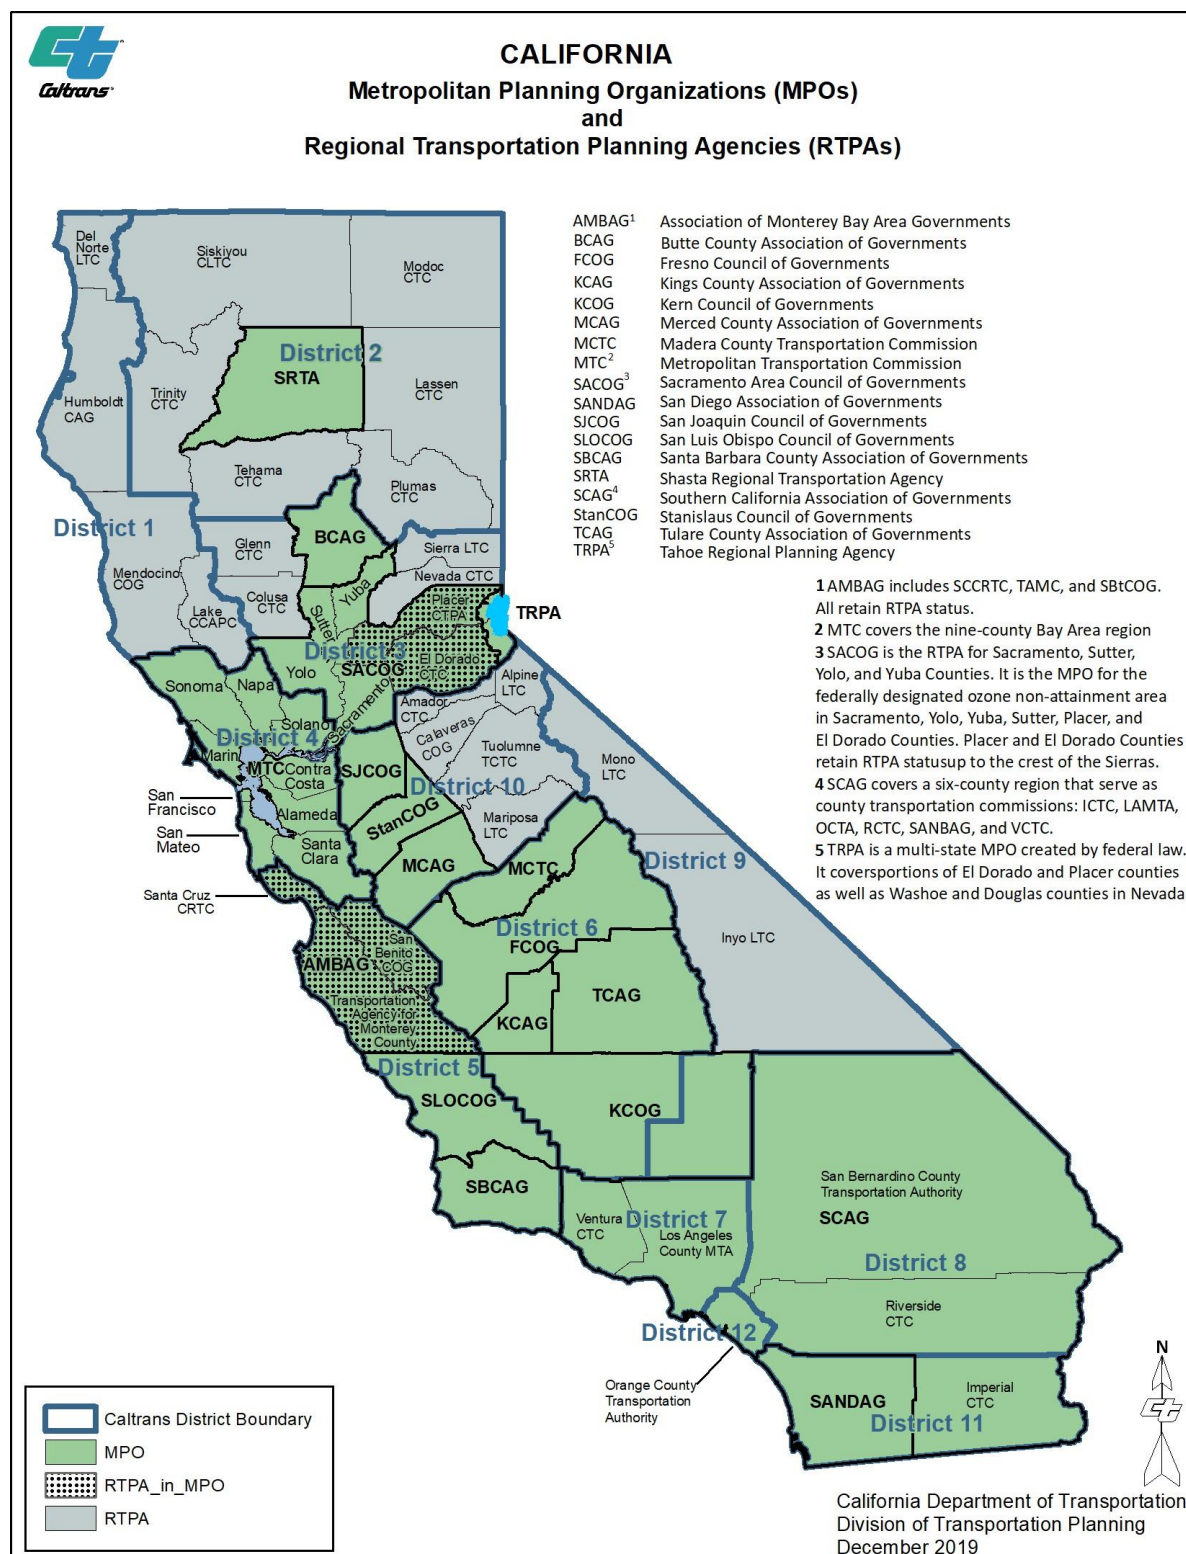 Caltrans
CALIFORNIA
Metropolitan Planning Organizations (MPOs)
and
Regional Transportation Planning Agencies (RTPAs)
AMBAG1 Association of Monterey Bay Area Governments
BCAG Butte County Association of Governments
FCOG Fresno Council of Governments
KCAG Kings County Association of Governments
KCOG Kern Council of Governments
MCAG Merced County Association of Governments
MCTC Madera County Transportation Commission
MTC2 Metropolitan Transportation Commission
SACOG3 Sacramento Area Council of Governments
SANDAG San Diego Association of Governments
SJCOG San Joaquin Council of Governments
SLOCOG San Luis Obispo Council of Governments
SBCAG Santa Barbara County Association of Governments
SRTA Shasta Regional Transportation Agency
SCAG4 Southern California Association of Governments
StanCOG Stanislaus Council of Governments
TCAG Tulare County Association of Governments
TRPA5 Tahoe Regional Planning Agency
1 AMBAG includes SCCRTC, TAMC, and SBtCOG.
All retain RTPA status.
2 MTC covers the nine-county Bay Area region
3 SACOG is the RTPA for Sacramento, Sutter,
Yolo, and Yuba Counties. It is the MPO for the
federally designated ozone non-attainment area
in Sacramento, Yolo, Yuba, Sutter, Placer, and
El Dorado Counties. Placer and El Dorado Counties
retain RTPA statusup to the crest of the Sierras.
4 SCAG covers a six-county region that serve as
county transportation commissions: ICTC, LAMTA,
OCTA, RCTC, SANBAG, and VCTC.
5 TRPA is a multi-state MPO created by federal law.
It coversportions of El Dorado and Placer counties
as well as Washoe and Douglas counties in Nevada
Del
Norte
LTC
Siskiyou
CLTC
Modoc
CTC
District 2
SRTA
Trinity
CTC
Humboldt
CAG
Lassen
CTC
Tehama
CTC
Plumas
CTC
District 1
BCAG
Glenn
CTC
Sierra LTC
Mendocino
COG
Nevada CTC
Colusa
CTC
Lake
CCAPC
Yuba
Sutter
Placer
CTPA
TRPA
District 3
Yolo
SACOG
El Dorado
CTC
Sacramento
Sonoma
Napa
Solano
Alpine
LTC
Amador
CTC
Calaveras
COG
Tuolumne
TCTC
Mono
LTC
Marin
District 4
MTC
Contra
Costa
SJCOG
District 10
San
Francisco
Alameda
StanCOG
Mariposa
LTC
San
Mateo
Santa
Clara
MCAG
MCTC
District 9
Santa Cruz
CRTC
San
Benito
COG
AMBAG
District 6
FCOG
Inyo LTC
Transportation
Agency for
Monterey
County
TCAG
KCAG
District 5
SLOCOG
KCOG
SBCAG
San Bernardino County
Transportation Authority
SCAG
Ventura
CTC
District 7
Los Angeles
County MTA
District 8
Riverside
CTC
District 12
Orange County
Transportation
Authority
SANDAG
Imperial
CTC
District 11
N
Caltrans District Boundary
MPO
RTPA_in_MPO
RTPA
California Department of Transportation
Division of Transportation Planning
December 2019